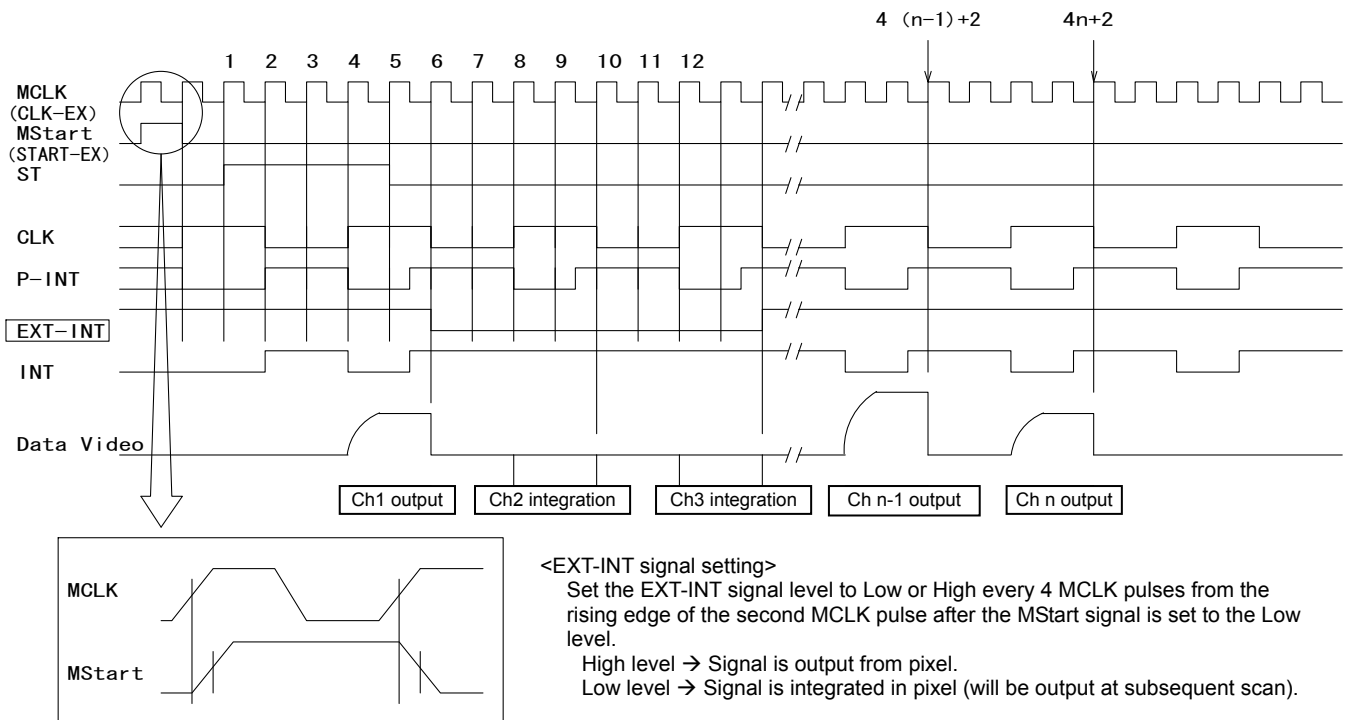 4 (n-1)+2 4n+2
1 2 3 4 5 6 7 8 9 10 11 12
MCLK
(CLK-EX)
MStart
(START-EX)
ST
CLK
P-INT
EXT-INT
INT
Data Video
Ch1 output Ch2 integration Ch3 integration Ch n-1 output Ch n output
MCLK
MStart
<EXT-INT signal setting>
Set the EXT-INT signal level to Low or High every 4 MCLK pulses from the
rising edge of the second MCLK pulse after the MStart signal is set to the Low
level.
High level → Signal is output from pixel.
Low level → Signal is integrated in pixel (will be output at subsequent scan).